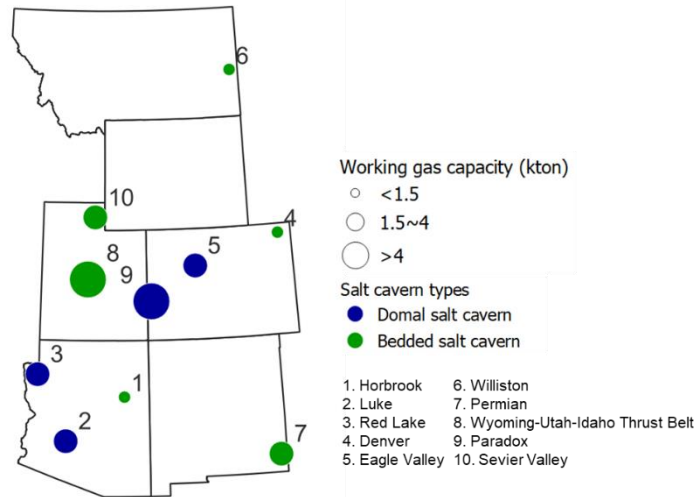 6
10
4
8
5
9
3
1
2
7
Working gas capacity (kton)
<1.5
1.5~4
>4
Salt cavern types
Domal salt cavern
Bedded salt cavern
1. Horbrook
2. Luke
3. Red Lake
4. Denver
5. Eagle Valley
6. Williston
7. Permian
8. Wyoming-Utah-Idaho Thrust Belt
9. Paradox
10. Sevier Valley